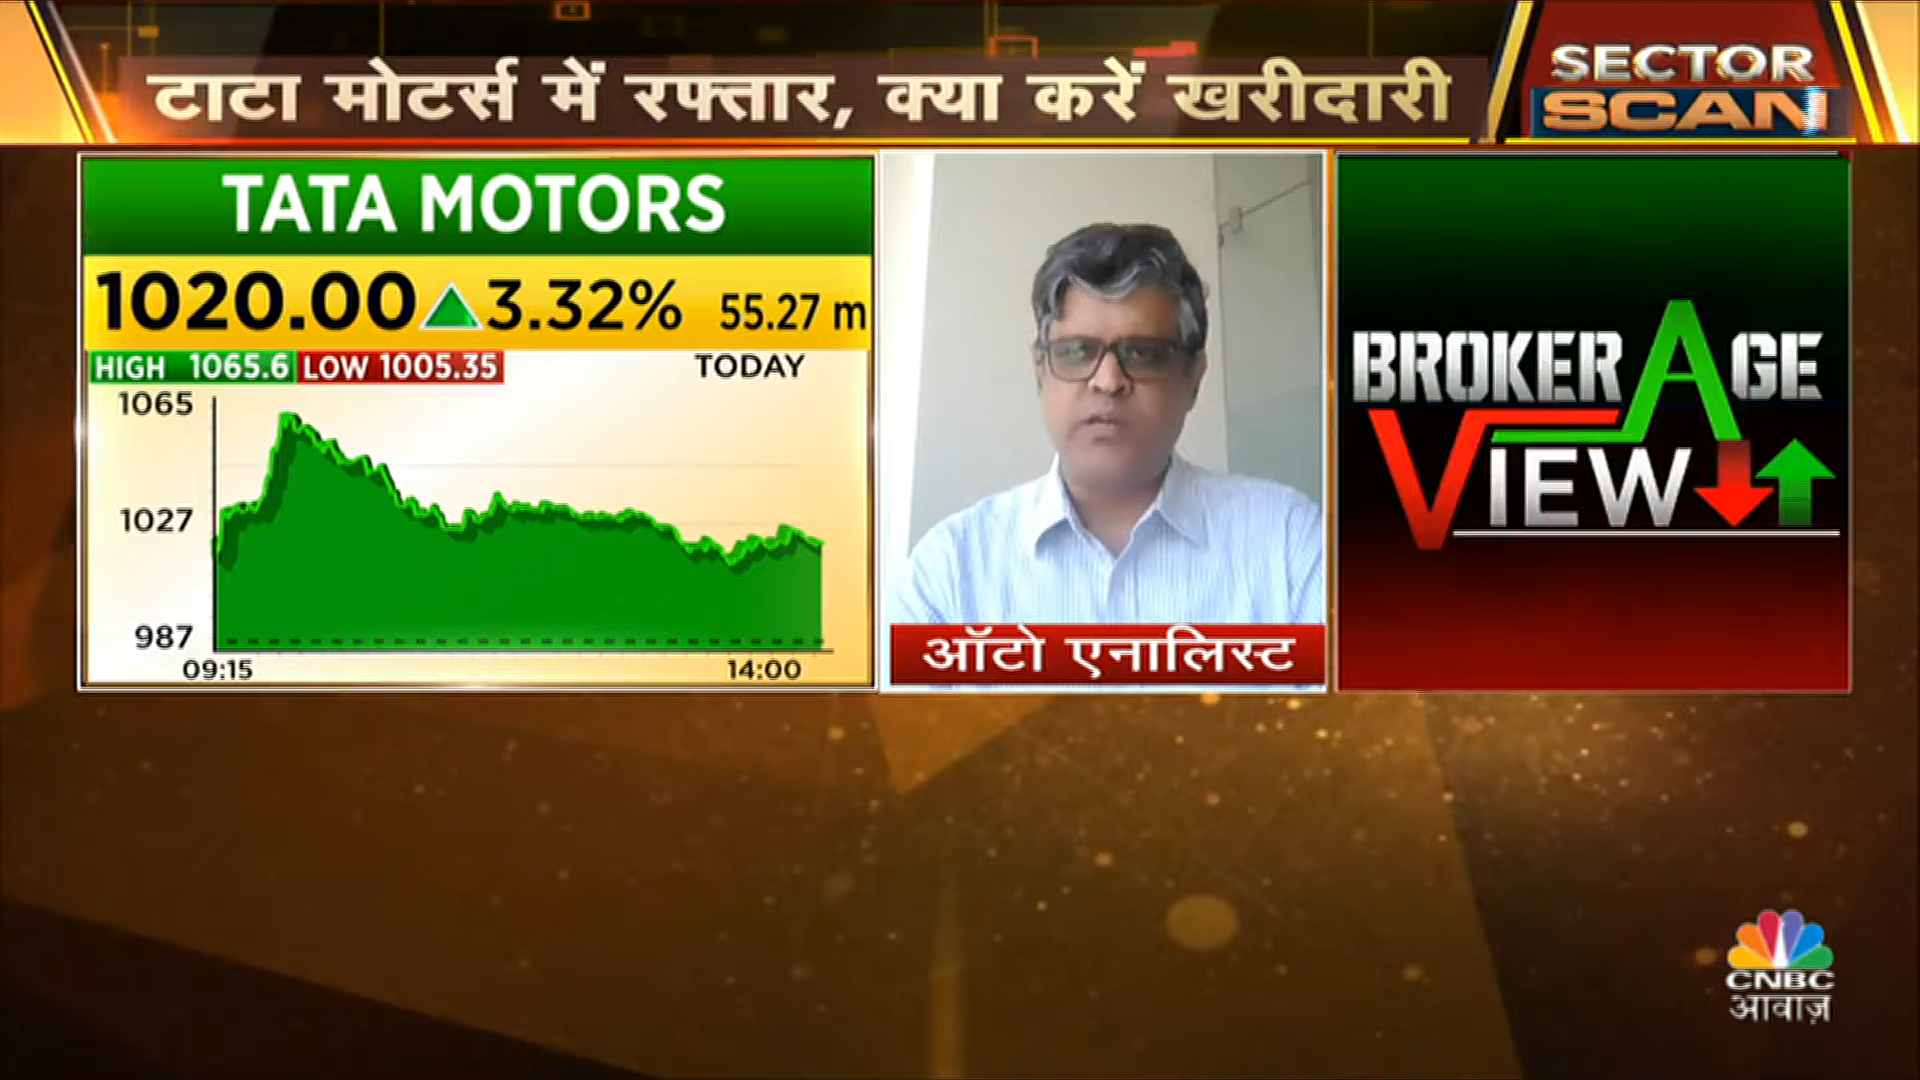 टाटा मोटर्स में रफ्तार, क्या करें खरीदारी
SECTOR
SCAN
TATA MOTORS
1020.00 3.32% 55.27 m
HIGH 1065.6 LOW 1005.35 TODAY
1065
1027
987
09:15 14:00
ऑटो एनालिस्ट
BROKERAGE
VIEW
CNBC
आवाज़